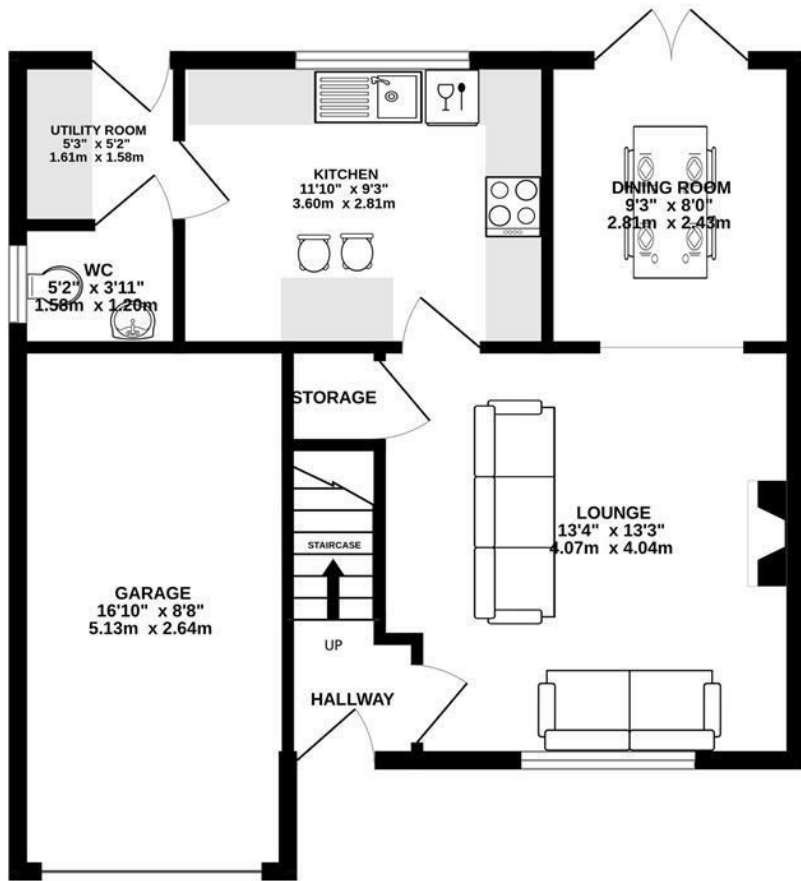 UTILITY ROOM
5'3" x 5'2"
1.61m x 1.58m
KITCHEN
11'10" x 9'3"
3.60m x 2.81m
DINING ROOM
9'3" x 8'0"
2.81m x 2.43m
WC
5'2" x 3'11"
1.58m x 1.20m
STORAGE
LOUNGE
13'4" x 13'3"
4.07m x 4.04m
STAIRCASE
GARAGE
16'10" x 8'8"
5.13m x 2.64m
UP
HALLWAY